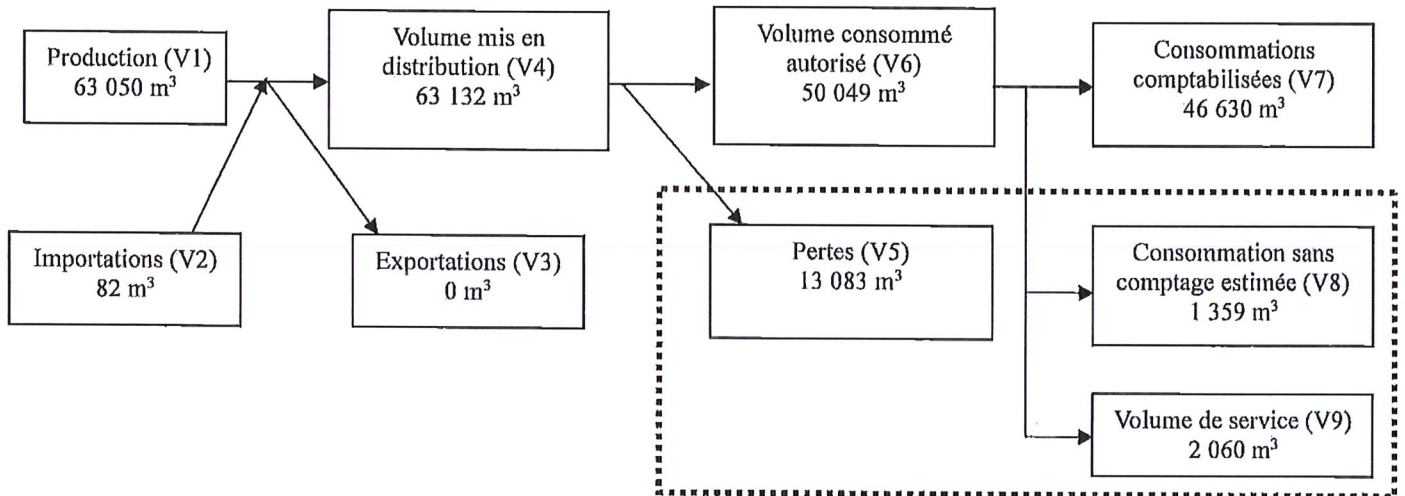 Production (V1)
63 050 m³
Volume mis en
distribution (V4)
63 132 m³
Volume consommé
autorisé (V6)
50 049 m³
Consommations
comptabilisées (V7)
46 630 m³
Importations (V2)
82 m³
Exportations (V3)
0 m³
Pertes (V5)
13 083 m³
Consommation sans
comptage estimée (V8)
1 359 m³
Volume de service (V9)
2 060 m³